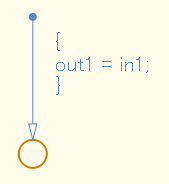 {
out1 = in1;
}